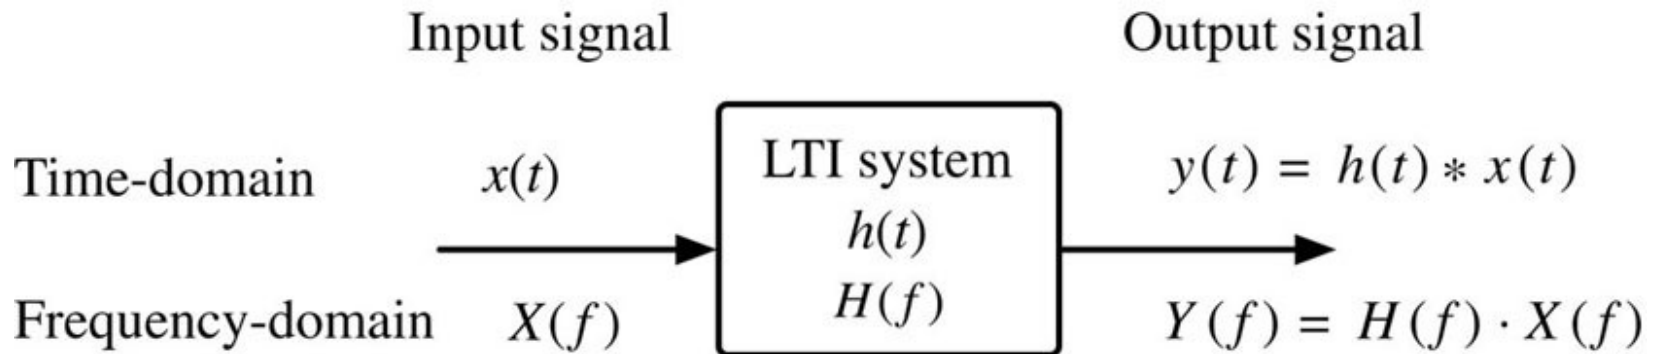 Input signal Output signal
Time-domain x(t) LTI system y(t) = h(t) * x(t)
h(t)
Frequency-domain X(f) H(f) Y(f) = H(f) · X(f)